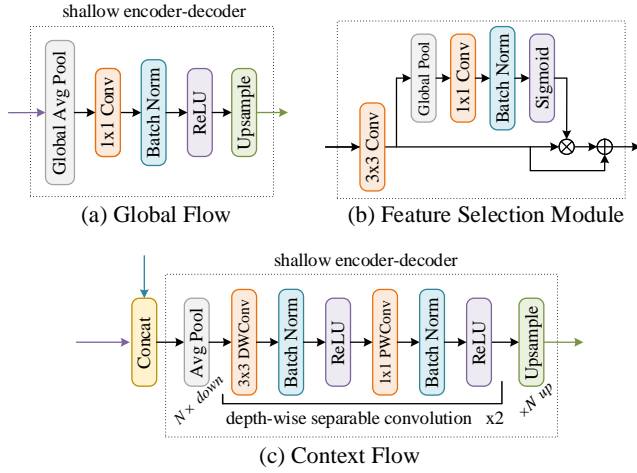 shallow encoder-decoder
Global Avg Pool
1x1 Conv
Batch Norm
ReLU
Upsample
(a) Global Flow
3x3 Conv
Global Pool
1x1 Conv
Batch Norm
Sigmoid
(b) Feature Selection Module
shallow encoder-decoder
Concat
Avg Pool
3x3 DWConv
Batch Norm
ReLU
1x1 PWConv
Batch Norm
ReLU
Upsample
N× down
×N up
depth-wise separable convolution x2
(c) Context Flow